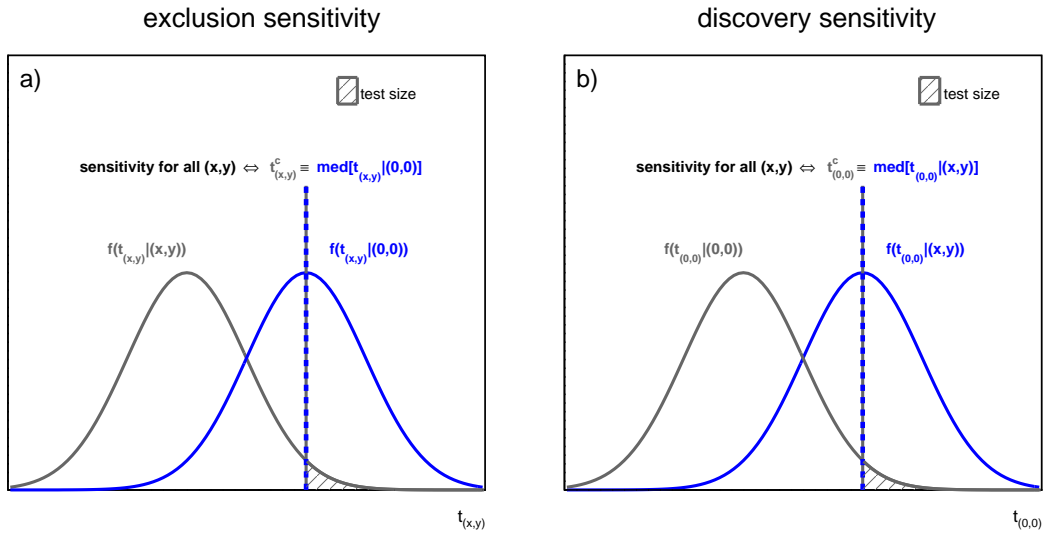 exclusion sensitivity
a)
test size
sensitivity for all (x,y) ⇔ t^c_(x,y) ≡ med[t_(x,y)|(0,0)]
f(t_(x,y)|(x,y))
f(t_(x,y)|(0,0))
t_(x,y)
discovery sensitivity
b)
test size
sensitivity for all (x,y) ⇔ t^c_(0,0) ≡ med[t_(0,0)|(x,y)]
f(t_(0,0)|(0,0))
f(t_(0,0)|(x,y))
t_(0,0)